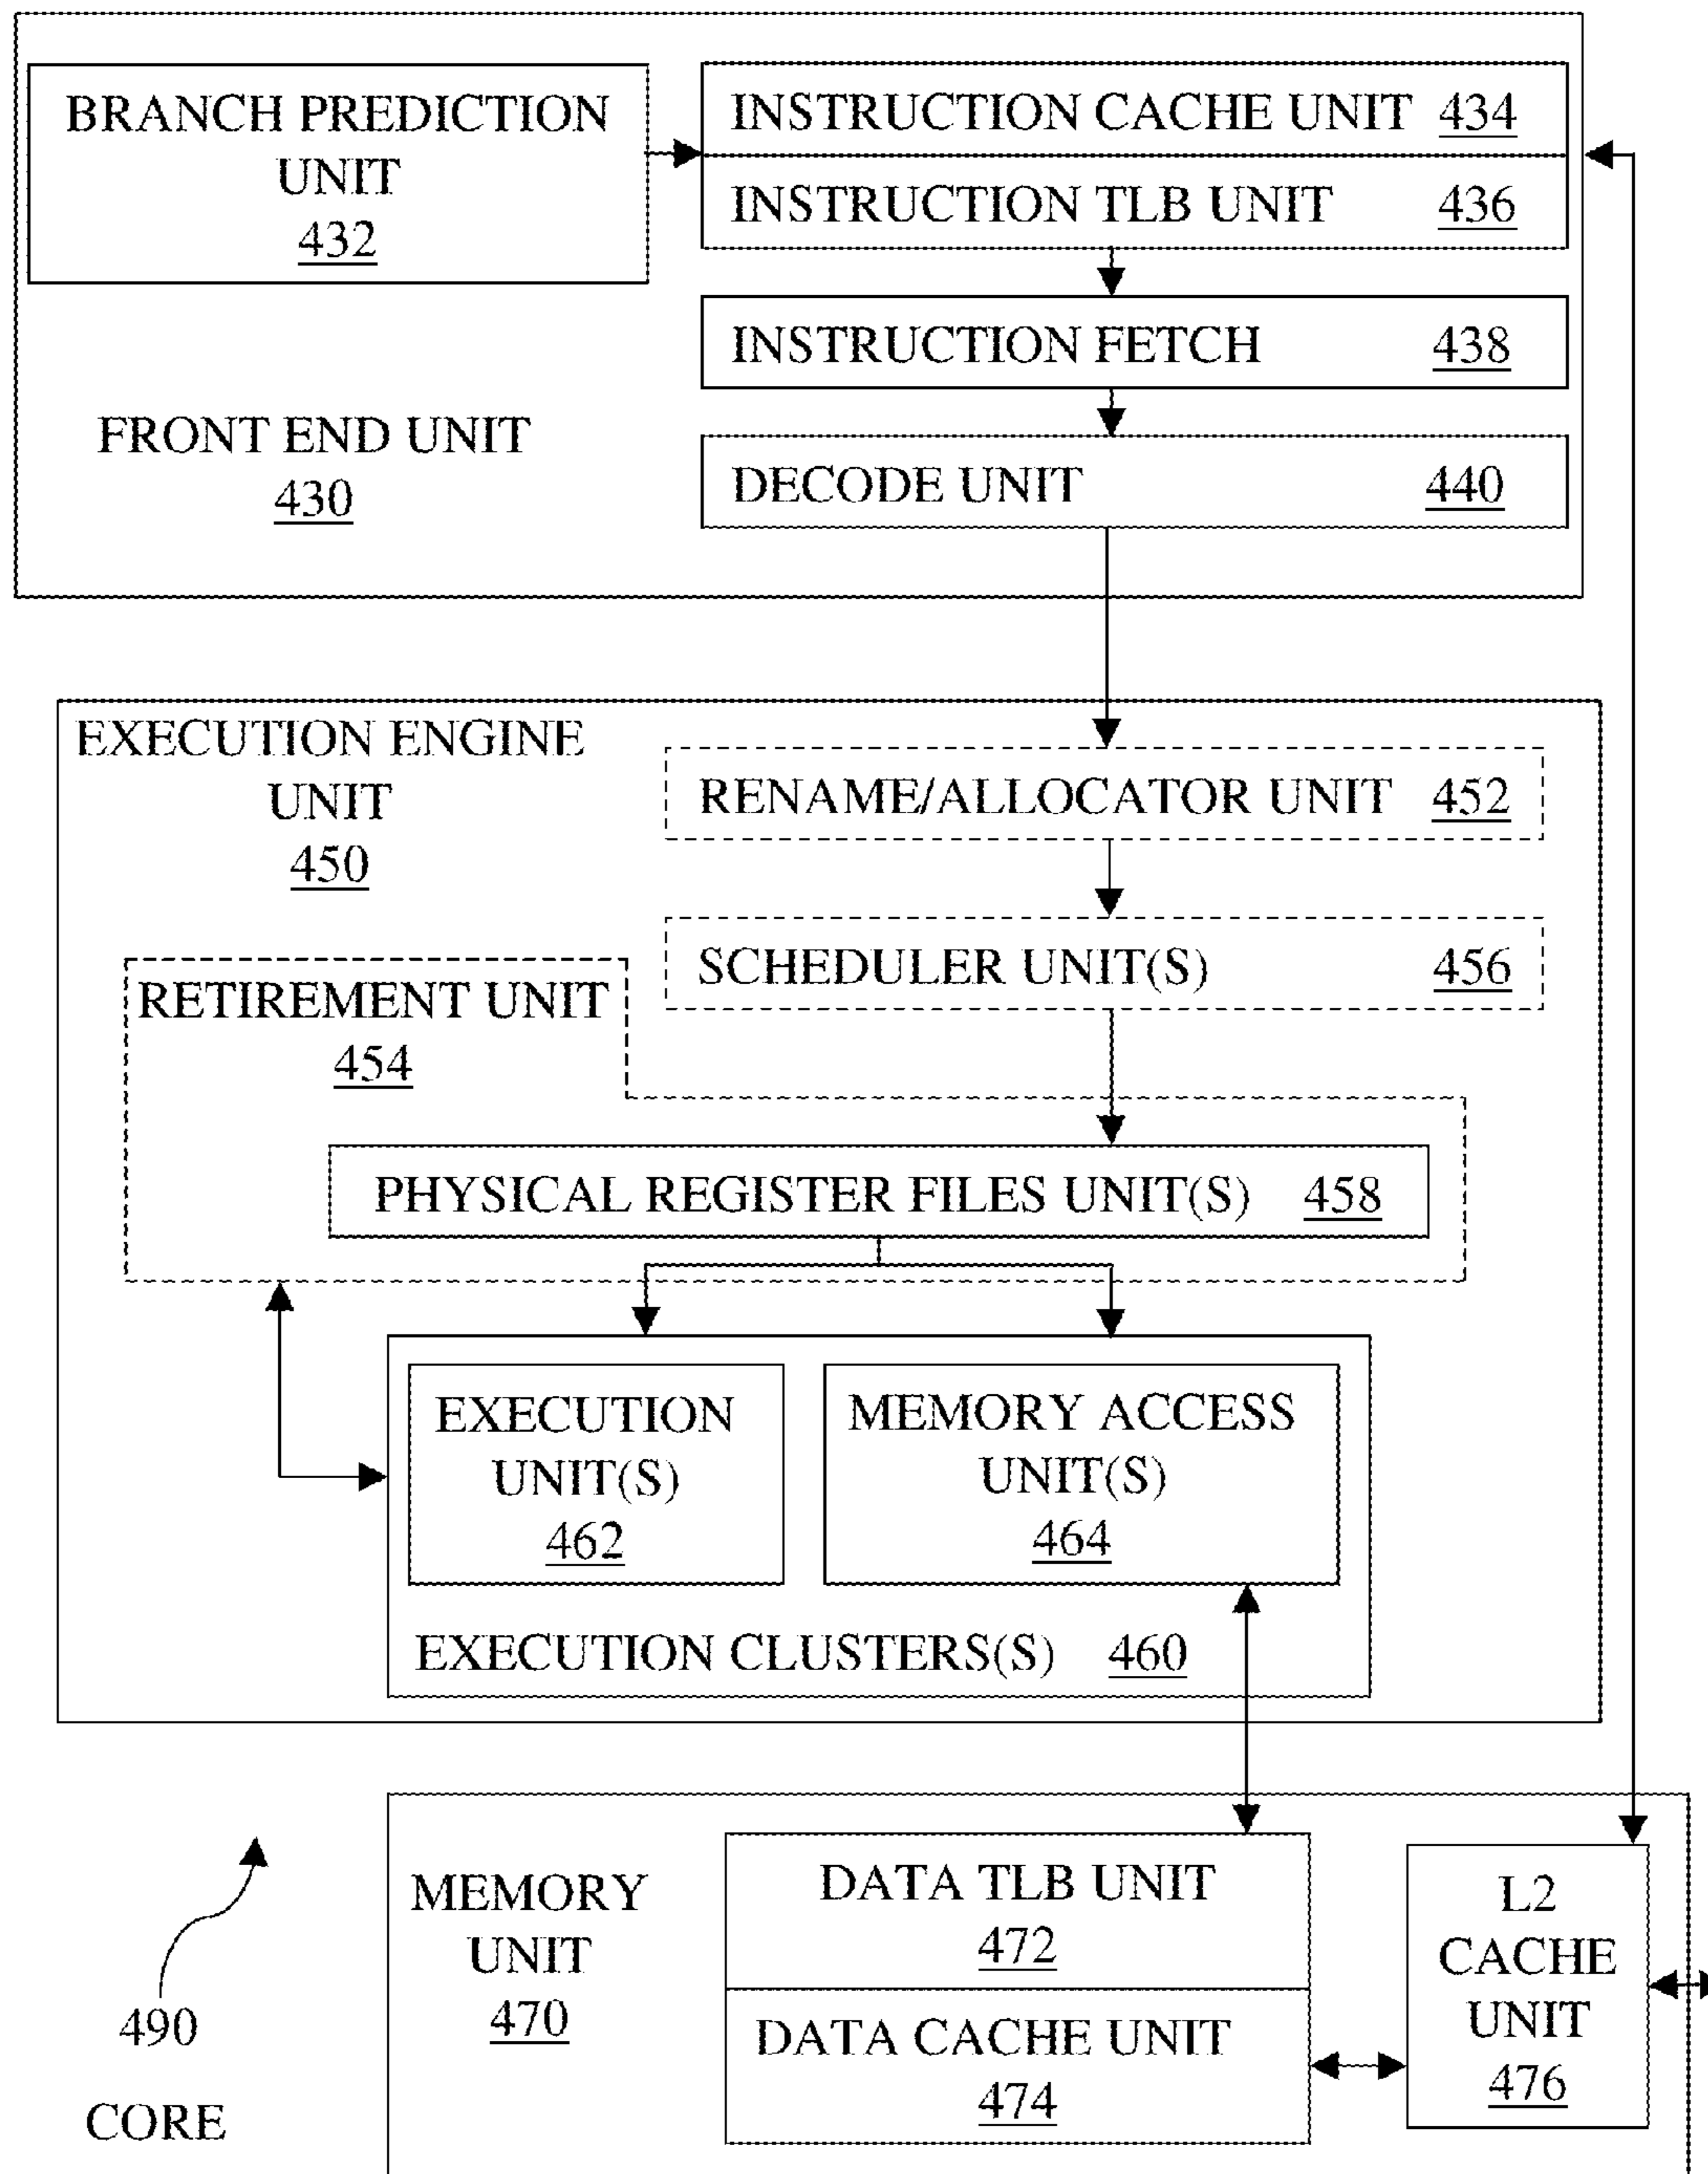 BRANCH PREDICTION
UNIT
432
INSTRUCTION CACHE UNIT 434
INSTRUCTION TLB UNIT 436
INSTRUCTION FETCH 438
FRONT END UNIT
430
DECODE UNIT 440
EXECUTION ENGINE
UNIT
450
RENAME/ALLOCATOR UNIT 452
SCHEDULER UNIT(S) 456
RETIREMENT UNIT
454
PHYSICAL REGISTER FILES UNIT(S) 458
EXECUTION
UNIT(S)
462
MEMORY ACCESS
UNIT(S)
464
EXECUTION CLUSTERS(S) 460
MEMORY
UNIT
470
DATA TLB UNIT
472
DATA CACHE UNIT
474
L2
CACHE
UNIT
476
490
CORE